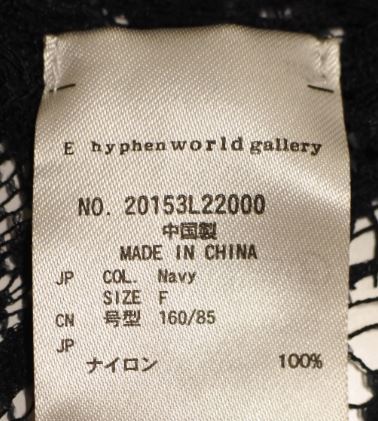 E hyphen world gallery
NO. 20153L22000
中国製
MADE IN CHINA
JP COL. Navy
SIZE F
CN 号型 160/85
JP
ナイロン 100%